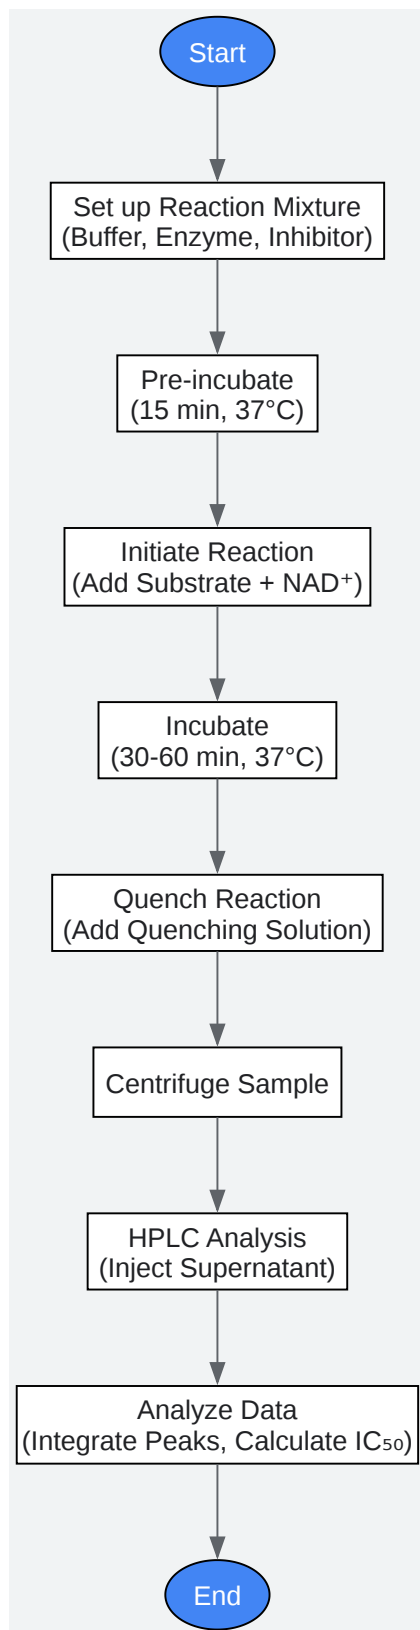 Start
Set up Reaction Mixture
(Buffer, Enzyme, Inhibitor)
Pre-incubate
(15 min, 37°C)
Initiate Reaction
(Add Substrate + NAD⁺)
Incubate
(30-60 min, 37°C)
Quench Reaction
(Add Quenching Solution)
Centrifuge Sample
HPLC Analysis
(Inject Supernatant)
Analyze Data
(Integrate Peaks, Calculate IC₅₀)
End